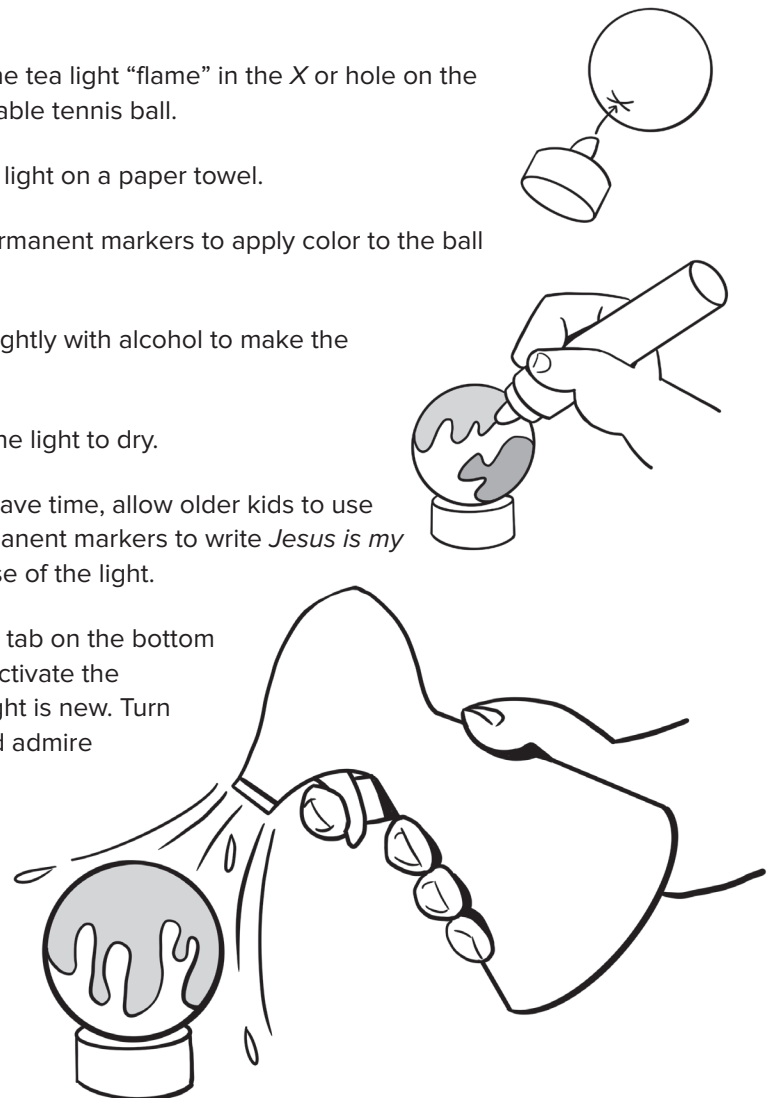 ne tea light “flame” in the X or hole on the
able tennis ball.
light on a paper towel.
rmanent markers to apply color to the ball
ghtly with alcohol to make the
ne light to dry.
ave time, allow older kids to use
anent markers to write Jesus is my
se of the light.
tab on the bottom
ctivate the
ght is new. Turn
d admire